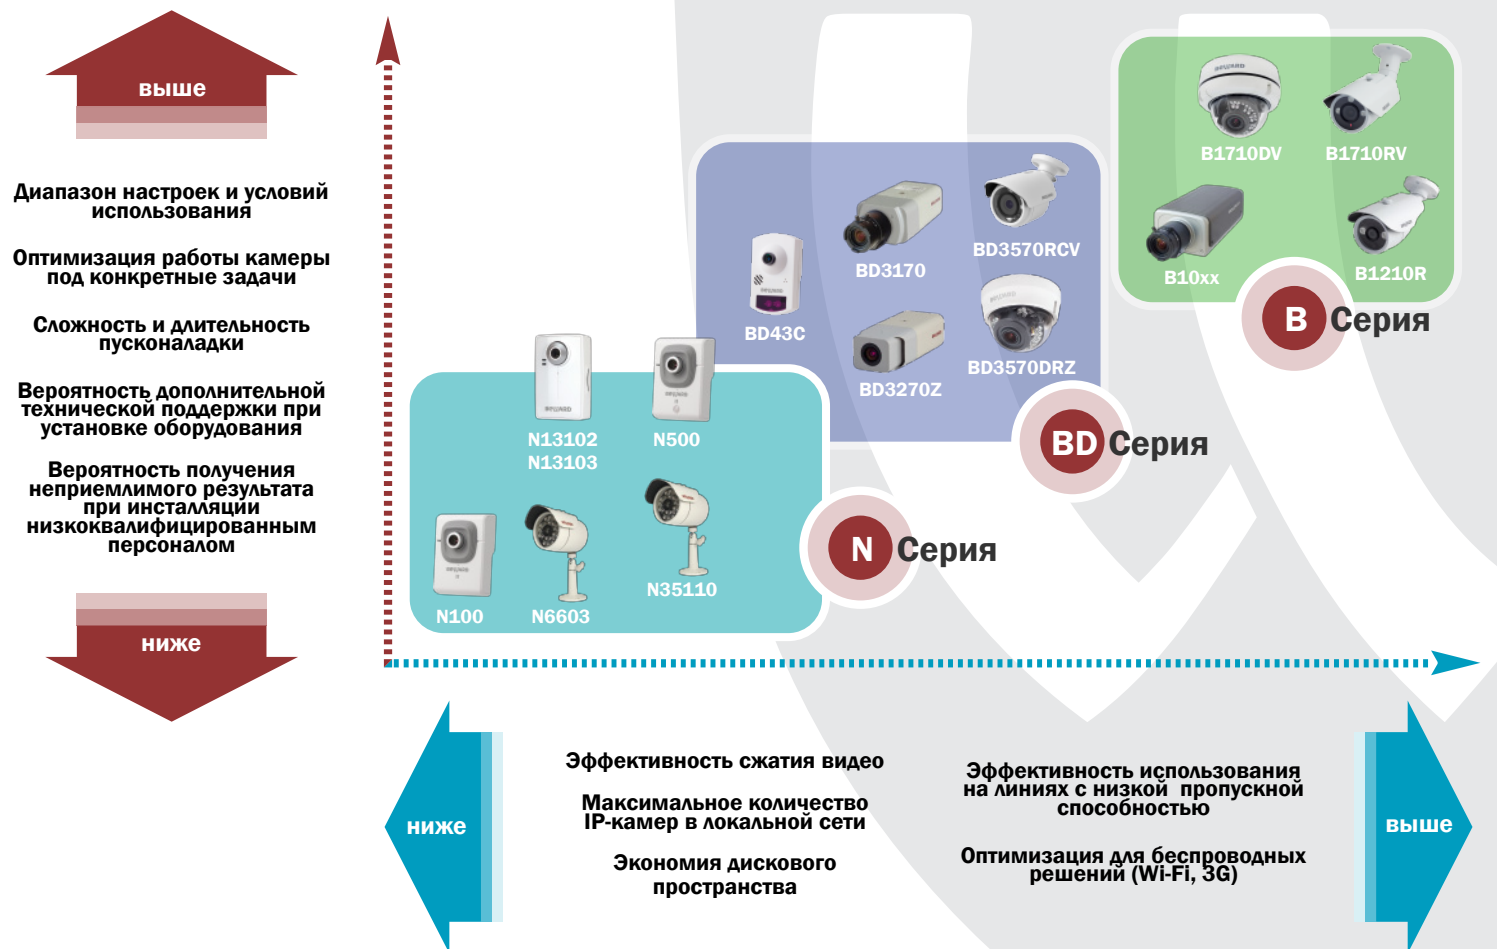 выше
Диапазон настроек и условий
использования
Оптимизация работы камеры
под конкретные задачи
Сложность и длительность
пусконаладки
Вероятность дополнительной
технической поддержки при
установке оборудования
Вероятность получения
неприемлимого результата
при инсталляции
низкоквалифицированным
персоналом
ниже
B1710DV
B1710RV
B10xx
B1210R
B Серия
BD43C
BD3170
BD3570RCV
BD3270Z
BD3570DRZ
BD Серия
N13102
N13103
N500
N100
N6603
N35110
N Серия
ниже
Эффективность сжатия видео
Максимальное количество
IP-камер в локальной сети
Экономия дискового
пространства
Эффективность использования
на линиях с низкой пропускной
способностью
Оптимизация для беспроводных
решений (Wi-Fi, 3G)
выше